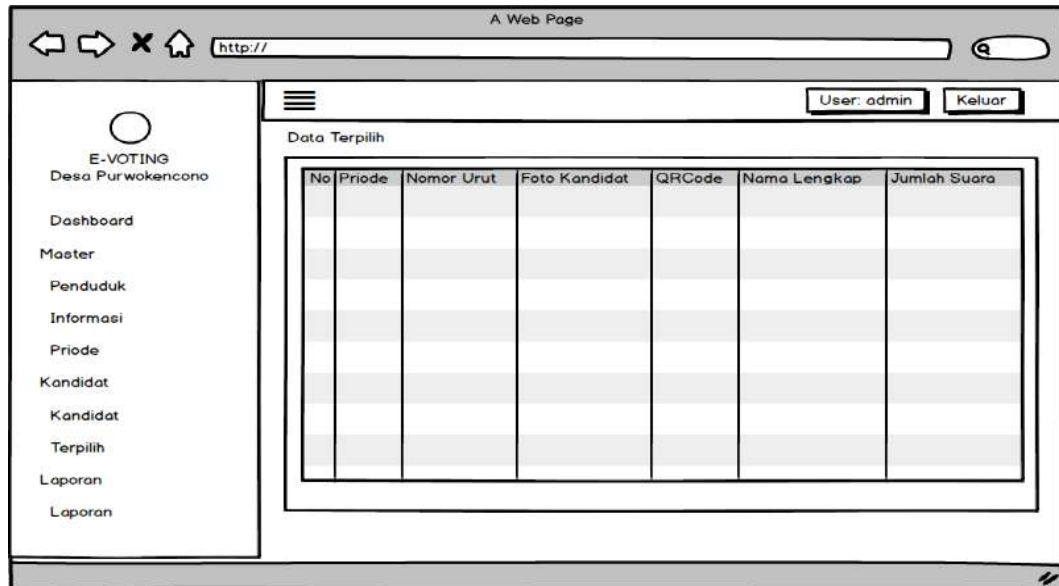 A Web Page
http://
User: admin
Keluar
E-VOTING
Desa Purwokencono
Dashboard
Master
Penduduk
Informasi
Priode
Kandidat
Kandidat
Terpilih
Laporan
Laporan
Data Terpilih
No Priode Nomor Urut Foto Kandidat QRCode Nama Lengkap Jumlah Suara